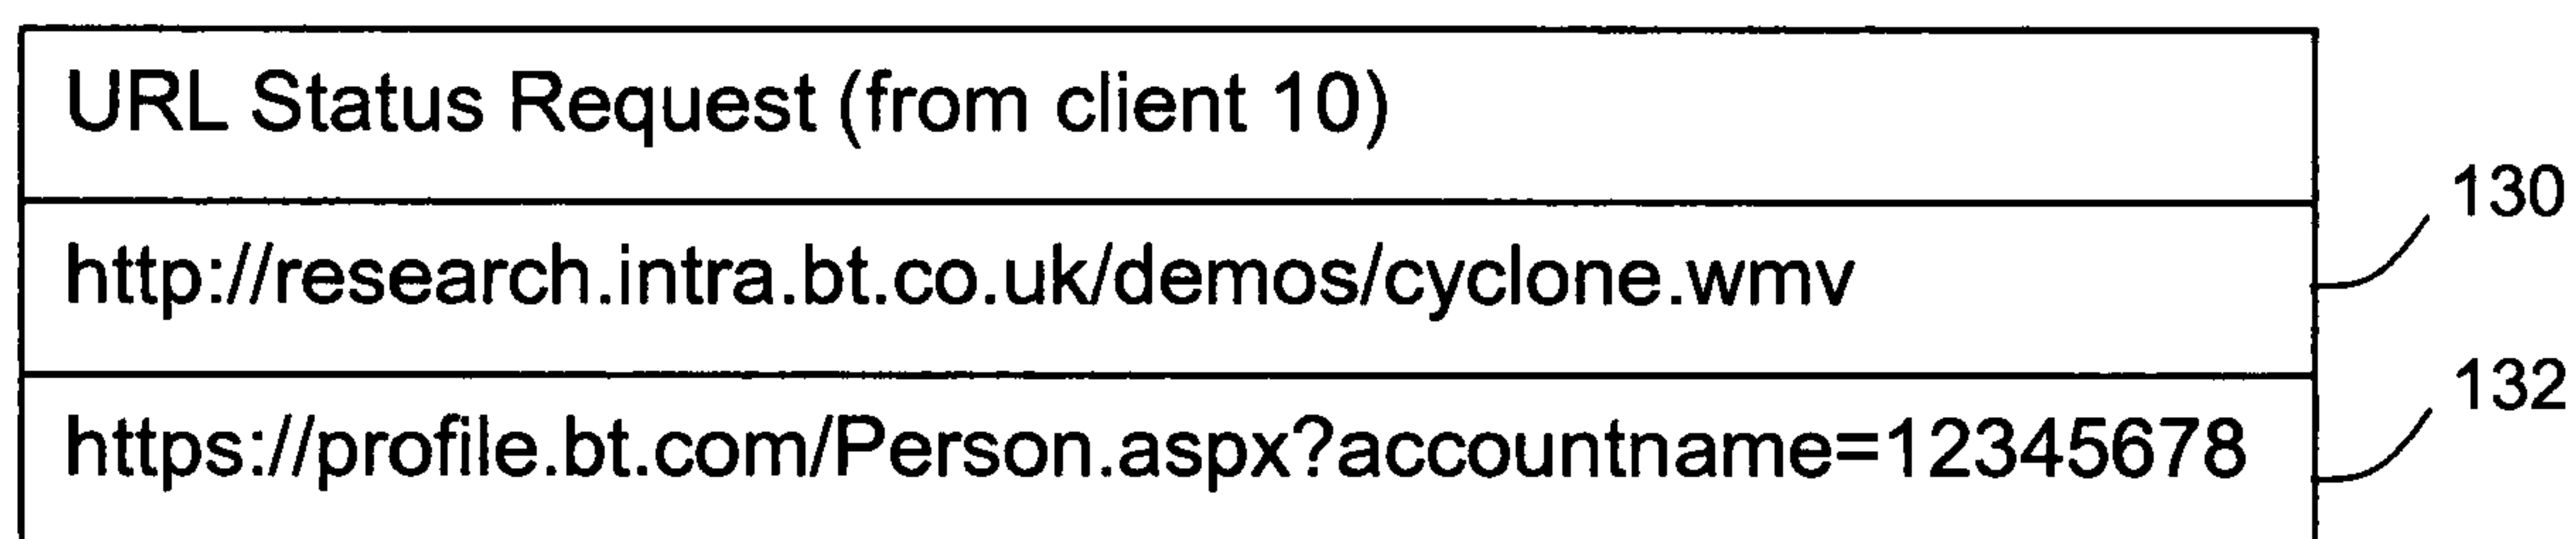 URL Status Request (from client 10)
130
http://research.intra.bt.co.uk/demos/cyclone.wmv
132
https://profile.bt.com/Person.aspx?accountname=12345678